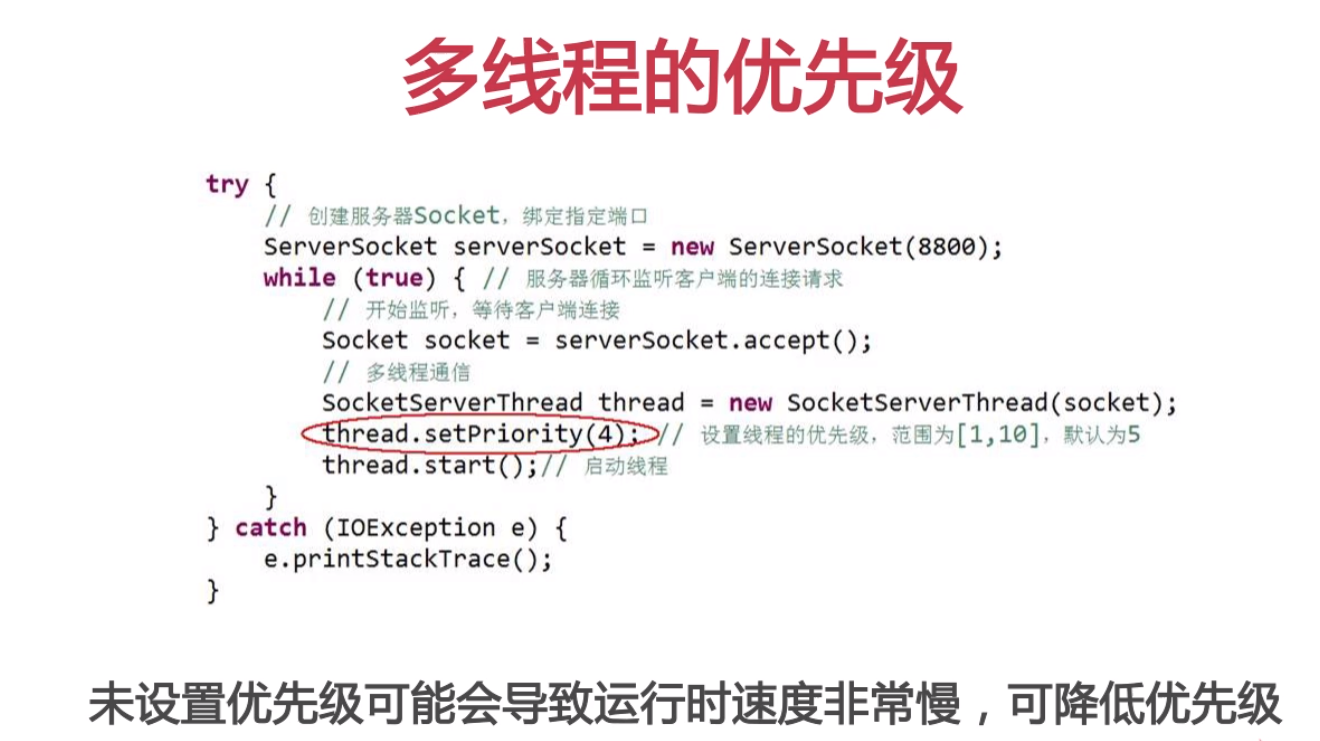 多线程的优先级
try {
// 创建服务器Socket，绑定指定端口
ServerSocket serverSocket = new ServerSocket(8800);
while (true) { // 服务器循环监听客户端的连接请求
// 开始监听，等待客户端连接
Socket socket = serverSocket.accept();
// 多线程通信
SocketServerThread thread = new SocketServerThread(socket);
thread.setPriority(4); // 设置线程的优先级，范围为[1,10]，默认为5
thread.start();// 启动线程
}
} catch (IOException e) {
e.printStackTrace();
}
未设置优先级可能会导致运行时速度非常慢，可降低优先级